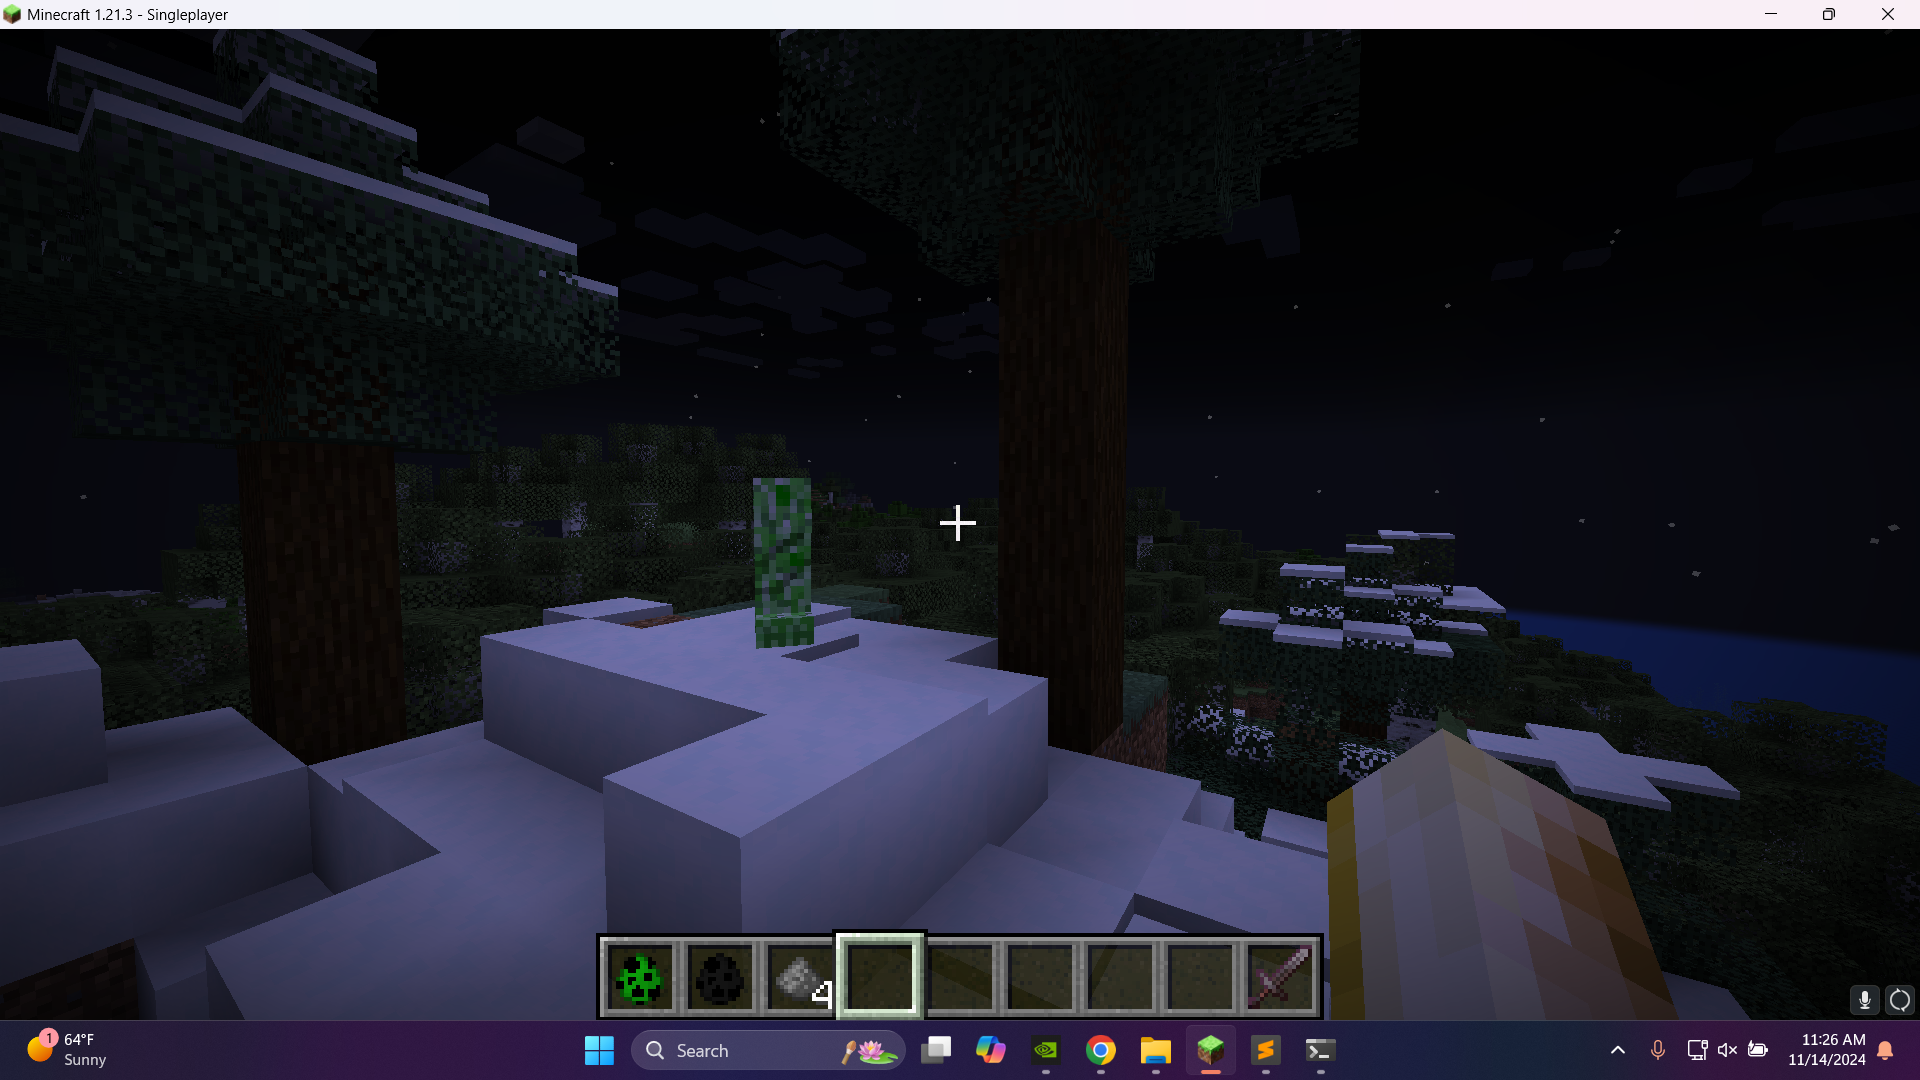 Minecraft 1.21.3 - Singleplayer
4
1
64°F
Sunny
Search
11:26 AM
11/14/2024